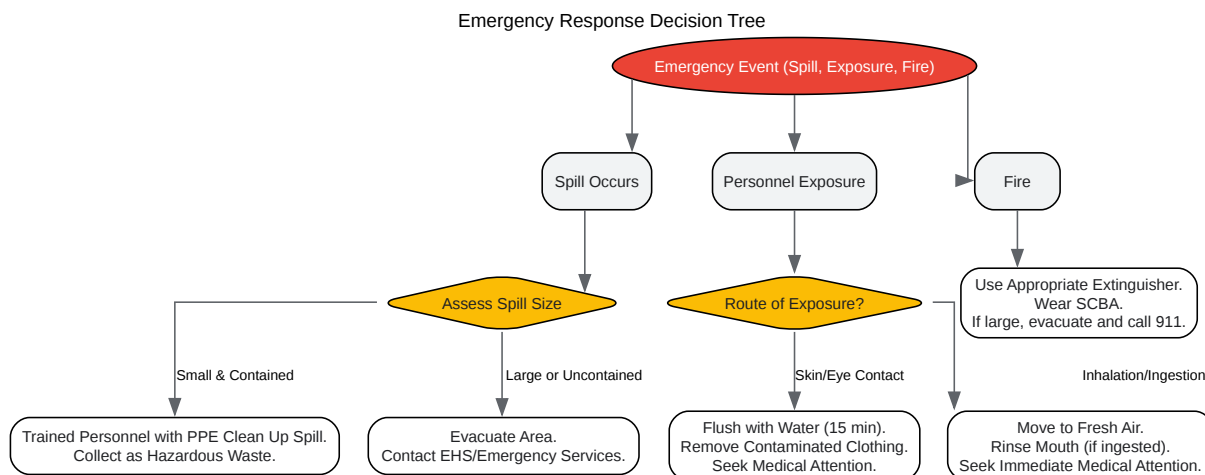 Emergency Response Decision Tree
Emergency Event (Spill, Exposure, Fire)
Spill Occurs
Personnel Exposure
Fire
Assess Spill Size
Route of Exposure?
Use Appropriate Extinguisher.
Wear SCBA.
If large, evacuate and call 911.
Small & Contained
Large or Uncontained
Skin/Eye Contact
Inhalation/Ingestion
Trained Personnel with PPE Clean Up Spill.
Collect as Hazardous Waste.
Evacuate Area.
Contact EHS/Emergency Services.
Flush with Water (15 min).
Remove Contaminated Clothing.
Seek Medical Attention.
Move to Fresh Air.
Rinse Mouth (if ingested).
Seek Immediate Medical Attention.